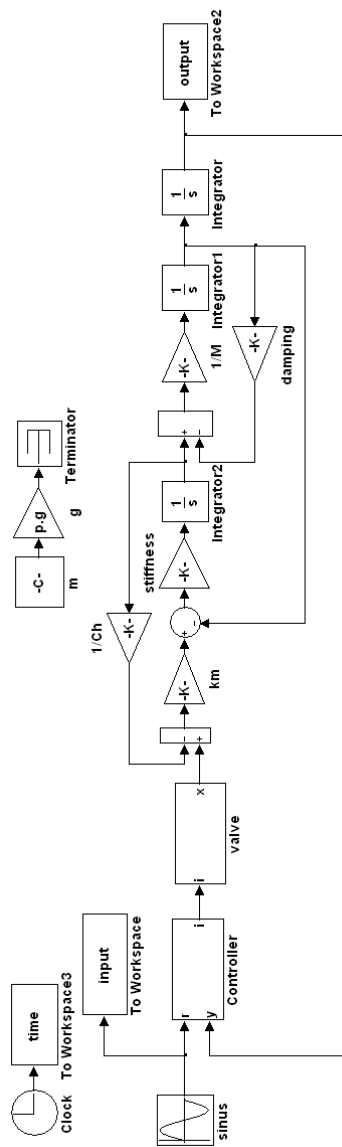 Clock
time
To Workspace3
-C-
m
p.g
g
Terminator
input
To Workspace
sinus
r
y
i
Controller
i
x
valve
-
+
-K-
km
1/Ch
-K-
+
-
-K-
stiffness
1
s
Integrator2
+
-
-K-
1/M
1
s
Integrator1
-K-
damping
1
s
Integrator
output
To Workspace2